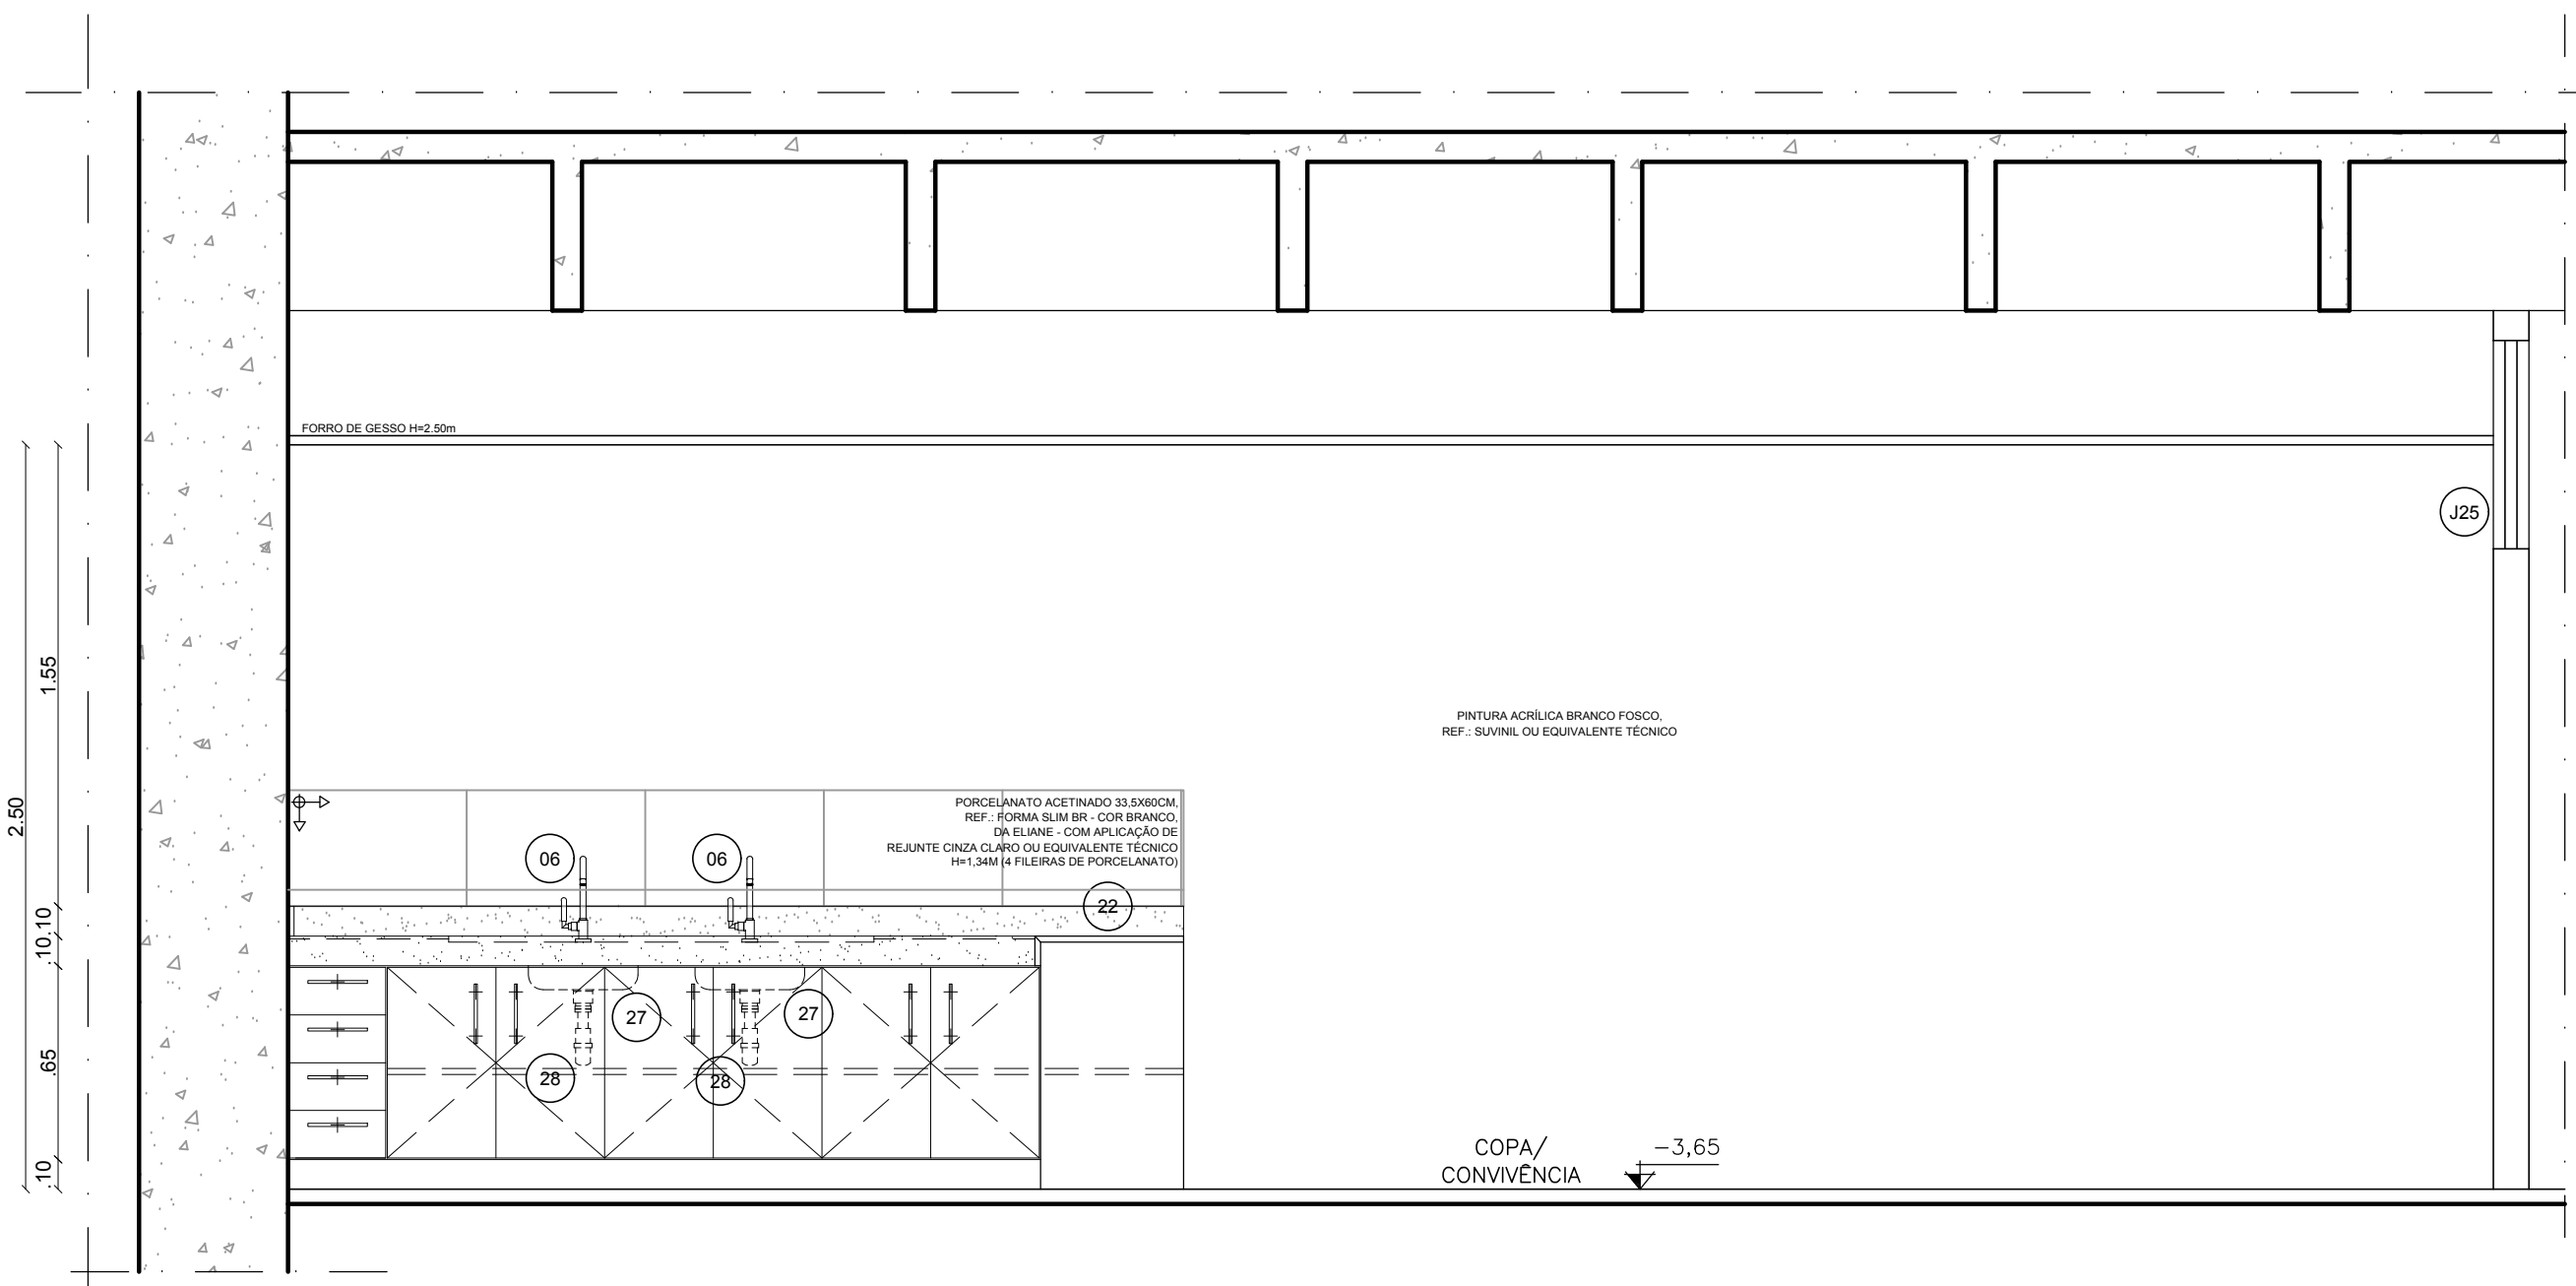 FORRO DE GESSO H=2.50m
J25
1.55
2.50
.10
.10
.65
.10
PINTURA ACRÍLICA BRANCO FOSCO,
REF.: SUVINIL OU EQUIVALENTE TÉCNICO
PORCELANATO ACETINADO 33,5X60CM,
REF.: FORMA SLIM BR - COR BRANCO,
DA ELIANE - COM APLICAÇÃO DE
REJUNTE CINZA CLARO OU EQUIVALENTE TÉCNICO
H=1,34M (4 FILEIRAS DE PORCELANATO)
06
06
22
27
27
28
28
COPA/
CONVIVÊNCIA
-3,65